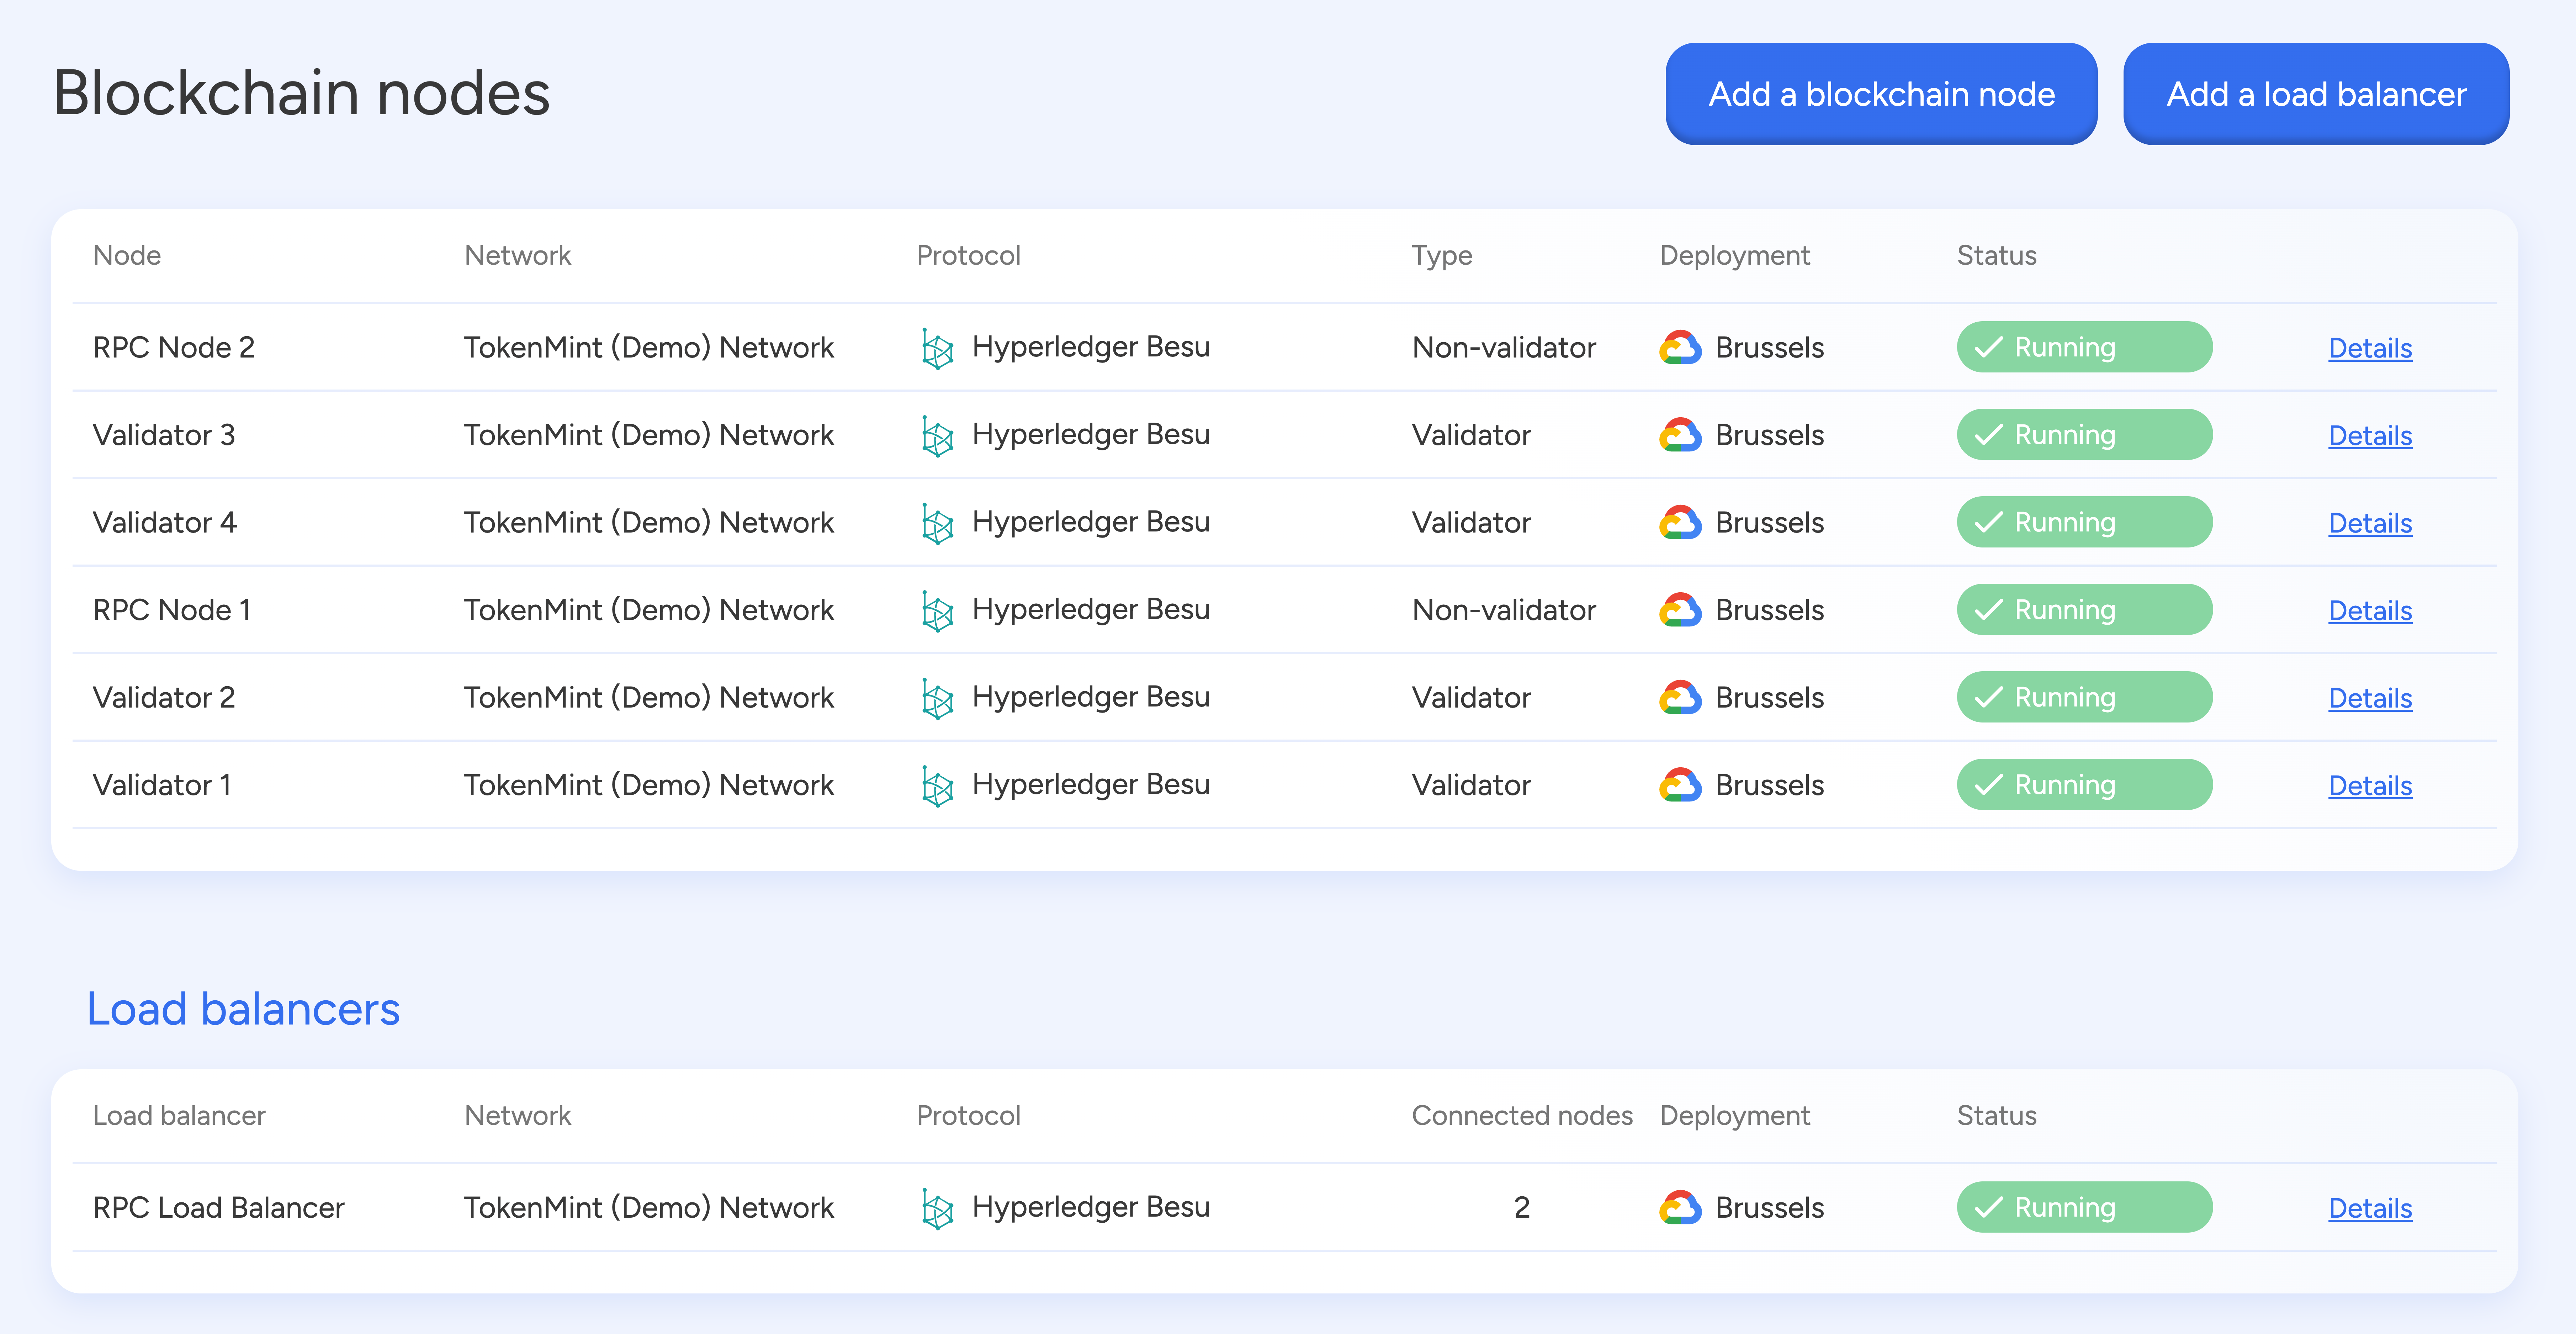 Blockchain nodes
Add a blockchain node
Add a load balancer
Node Network Protocol Type Deployment Status
RPC Node 2 TokenMint (Demo) Network Hyperledger Besu Non-validator Brussels Running Details
Validator 3 TokenMint (Demo) Network Hyperledger Besu Validator Brussels Running Details
Validator 4 TokenMint (Demo) Network Hyperledger Besu Validator Brussels Running Details
RPC Node 1 TokenMint (Demo) Network Hyperledger Besu Non-validator Brussels Running Details
Validator 2 TokenMint (Demo) Network Hyperledger Besu Validator Brussels Running Details
Validator 1 TokenMint (Demo) Network Hyperledger Besu Validator Brussels Running Details
Load balancers
Load balancer Network Protocol Connected nodes Deployment Status
RPC Load Balancer TokenMint (Demo) Network Hyperledger Besu 2 Brussels Running Details